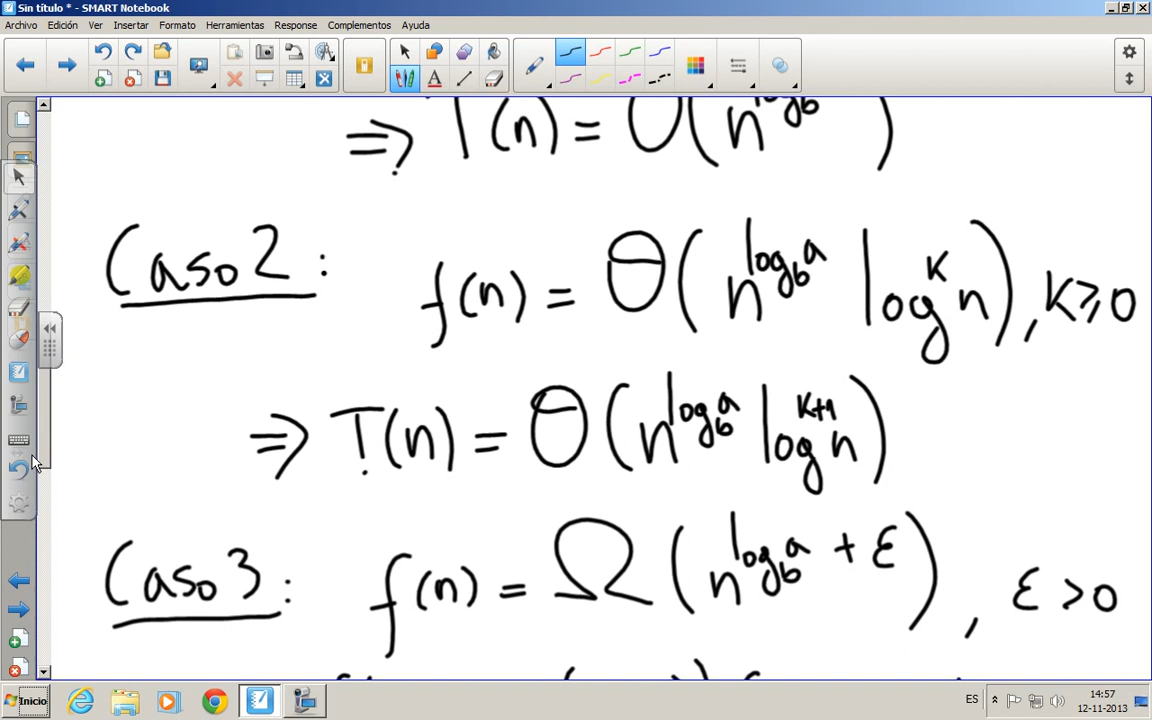 Sin título * - SMART Notebook
Archivo Edición Ver Insertar Formato Herramientas Response Complementos Ayuda
=> T(n) = O(n^log_b )
Caso 2: f(n) = Θ(n^log_b a log^k n), k≥0
=> T(n) = Θ(n^log_b a log^k+1 n)
Caso 3: f(n) = Ω(n^log_b a + ε), ε>0
Inicio
ES
14:57
12-11-2013